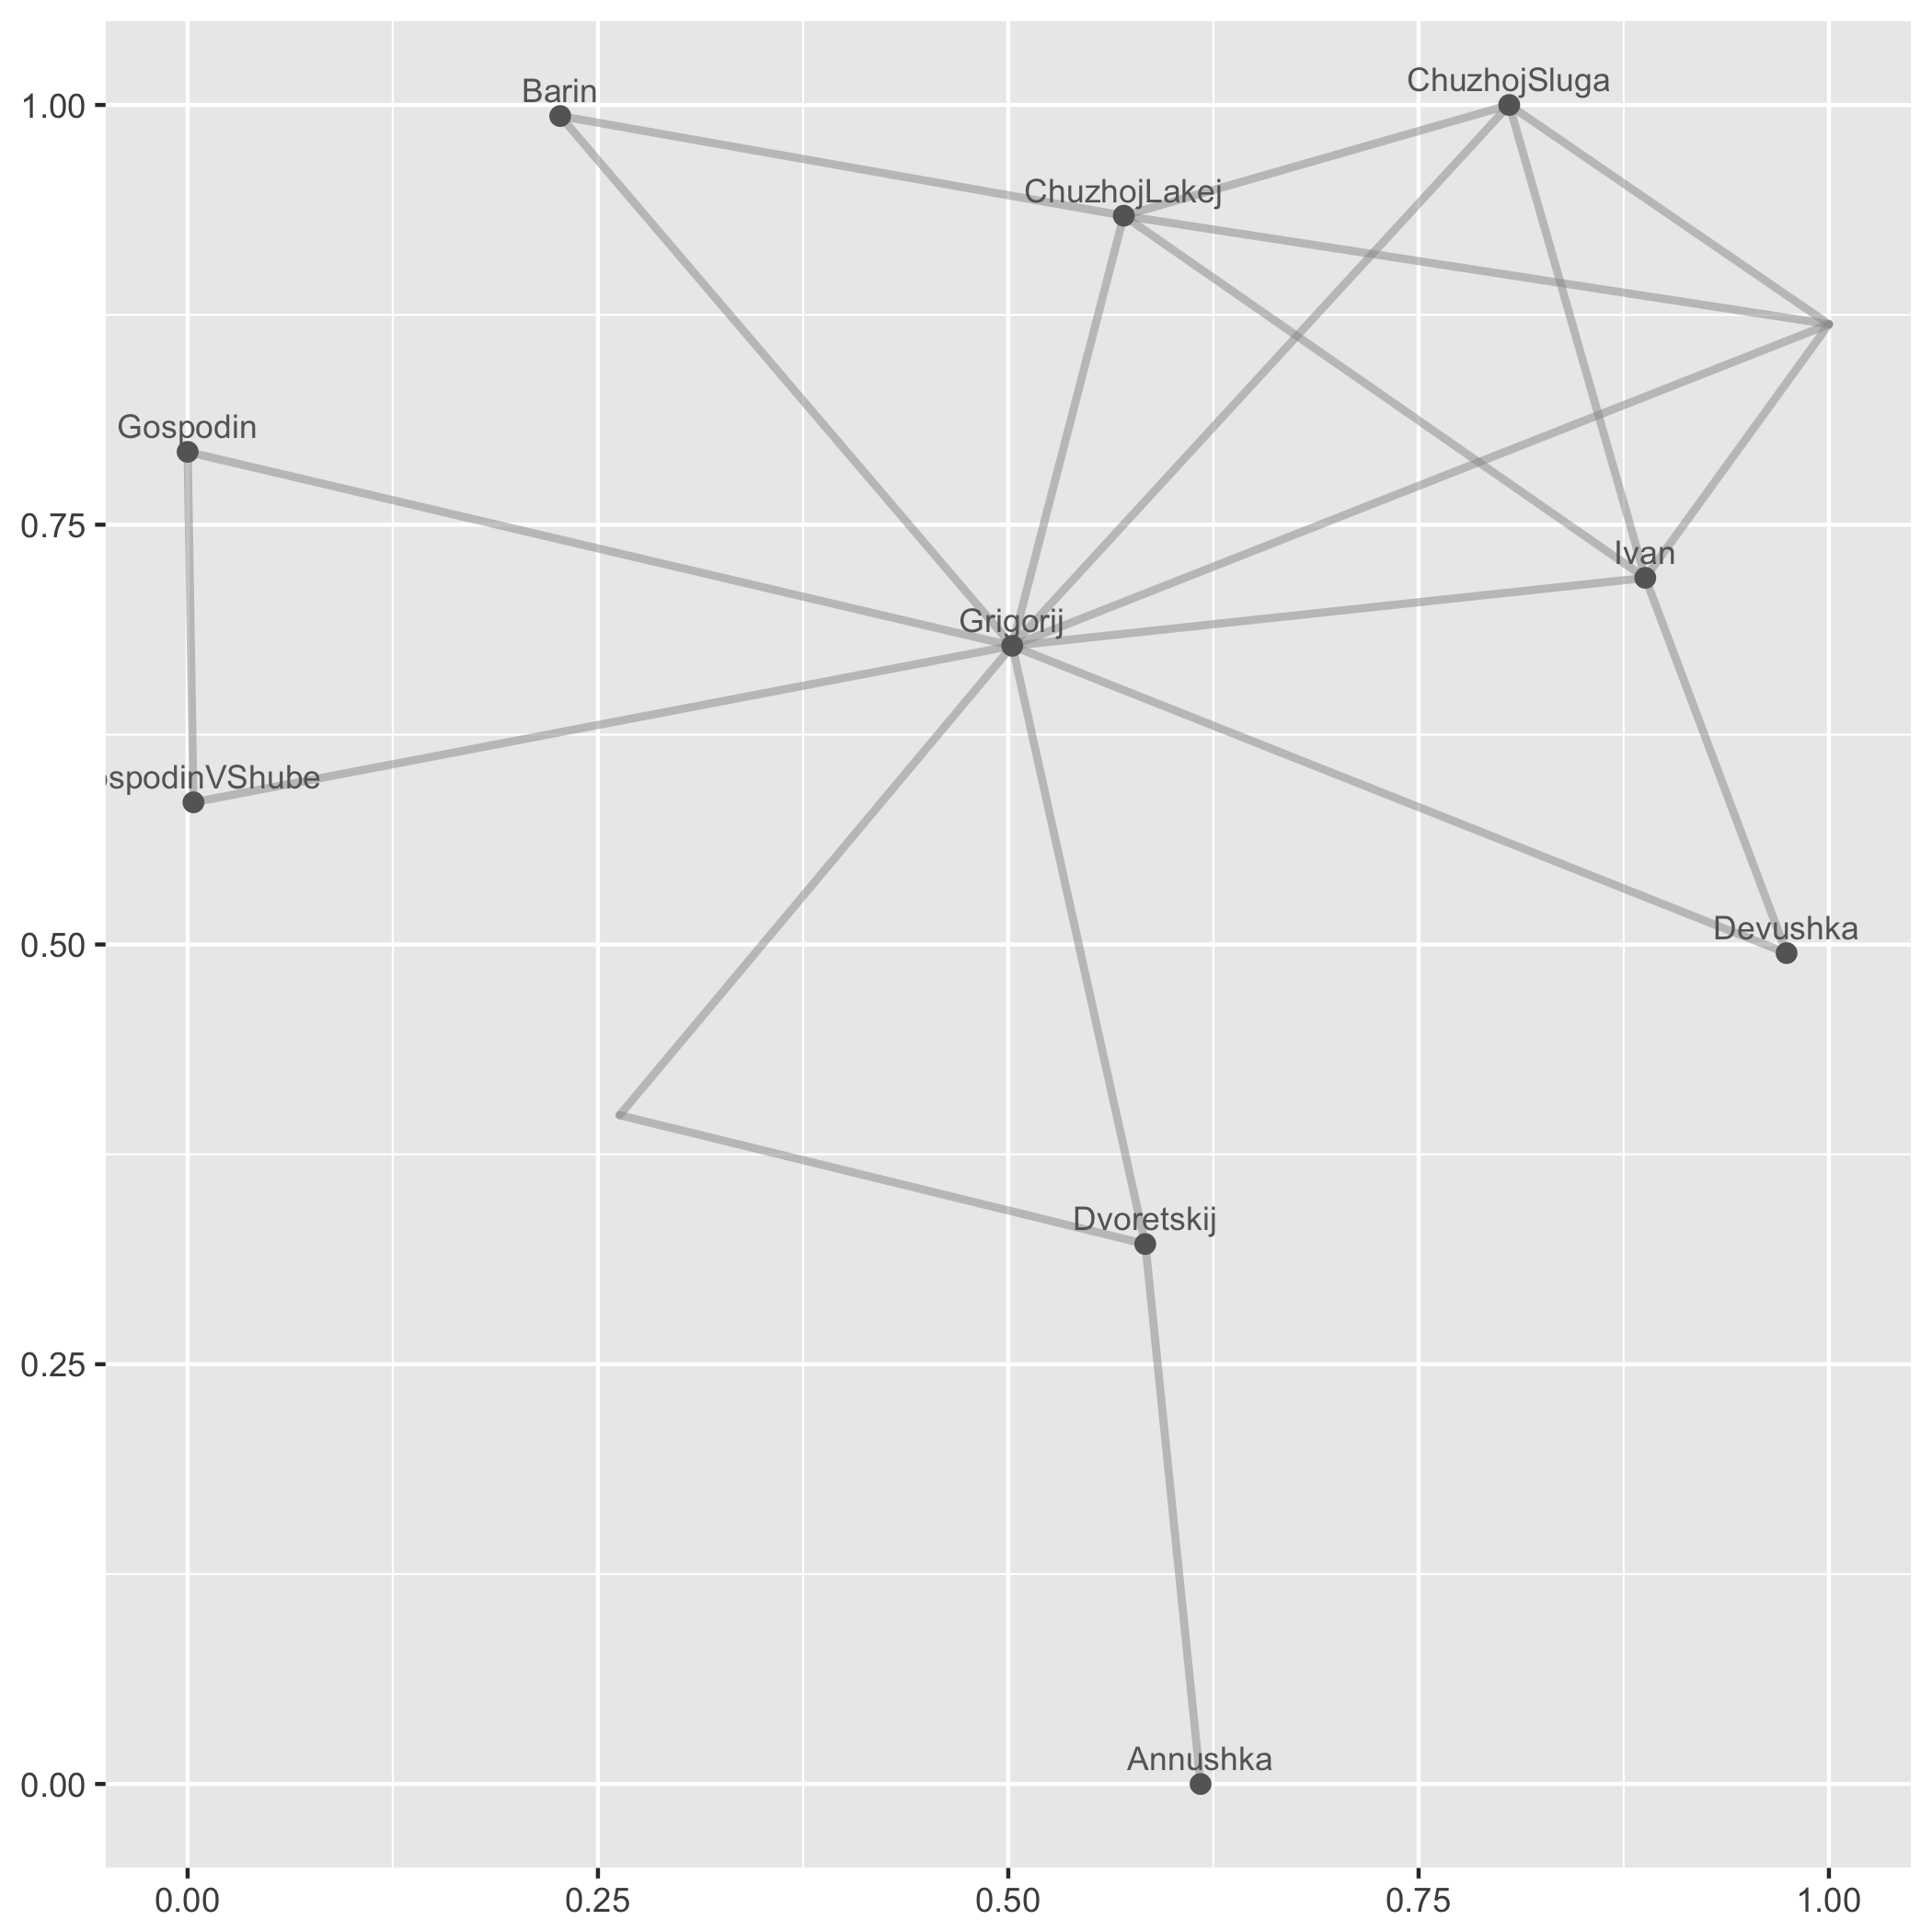 ChuzhojSluga
Barin
1.00
ChuzhojLakej
Gospodin
0.75
Ivan
Grigorij
ospodinVShube
Devushka
0.50
Dvoretskij
0.25
Annushka
0.00
0.00 0.25 0.50 0.75 1.00